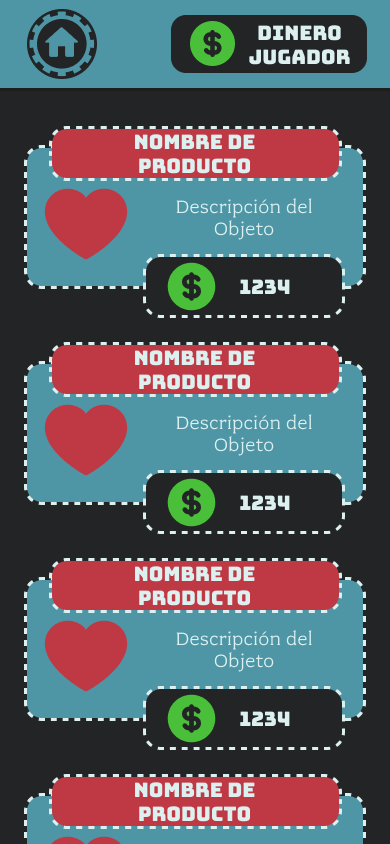 DINERO
JUGADOR
NOMBRE DE
PRODUCTO
Descripción del
Objeto
$ 1234
NOMBRE DE
PRODUCTO
Descripción del
Objeto
$ 1234
NOMBRE DE
PRODUCTO
Descripción del
Objeto
$ 1234
NOMBRE DE
PRODUCTO